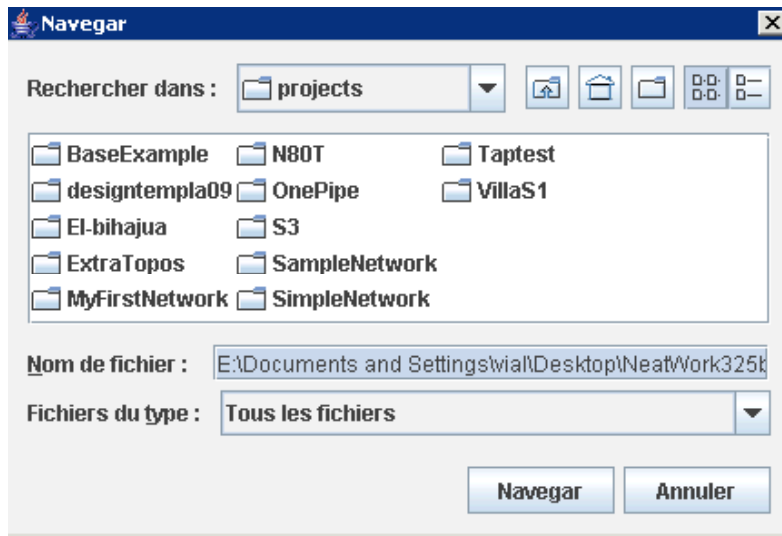 Navegar
Rechercher dans : projects
BaseExample N80T Taptest
designtempla09 OnePipe VillaS1
El-bihajua S3
ExtraTopos SampleNetwork
MyFirstNetwork SimpleNetwork
Nom de fichier : E:\Documents and Settings\vial\Desktop\NeatWork325b
Fichiers du type : Tous les fichiers
Navegar Annuler